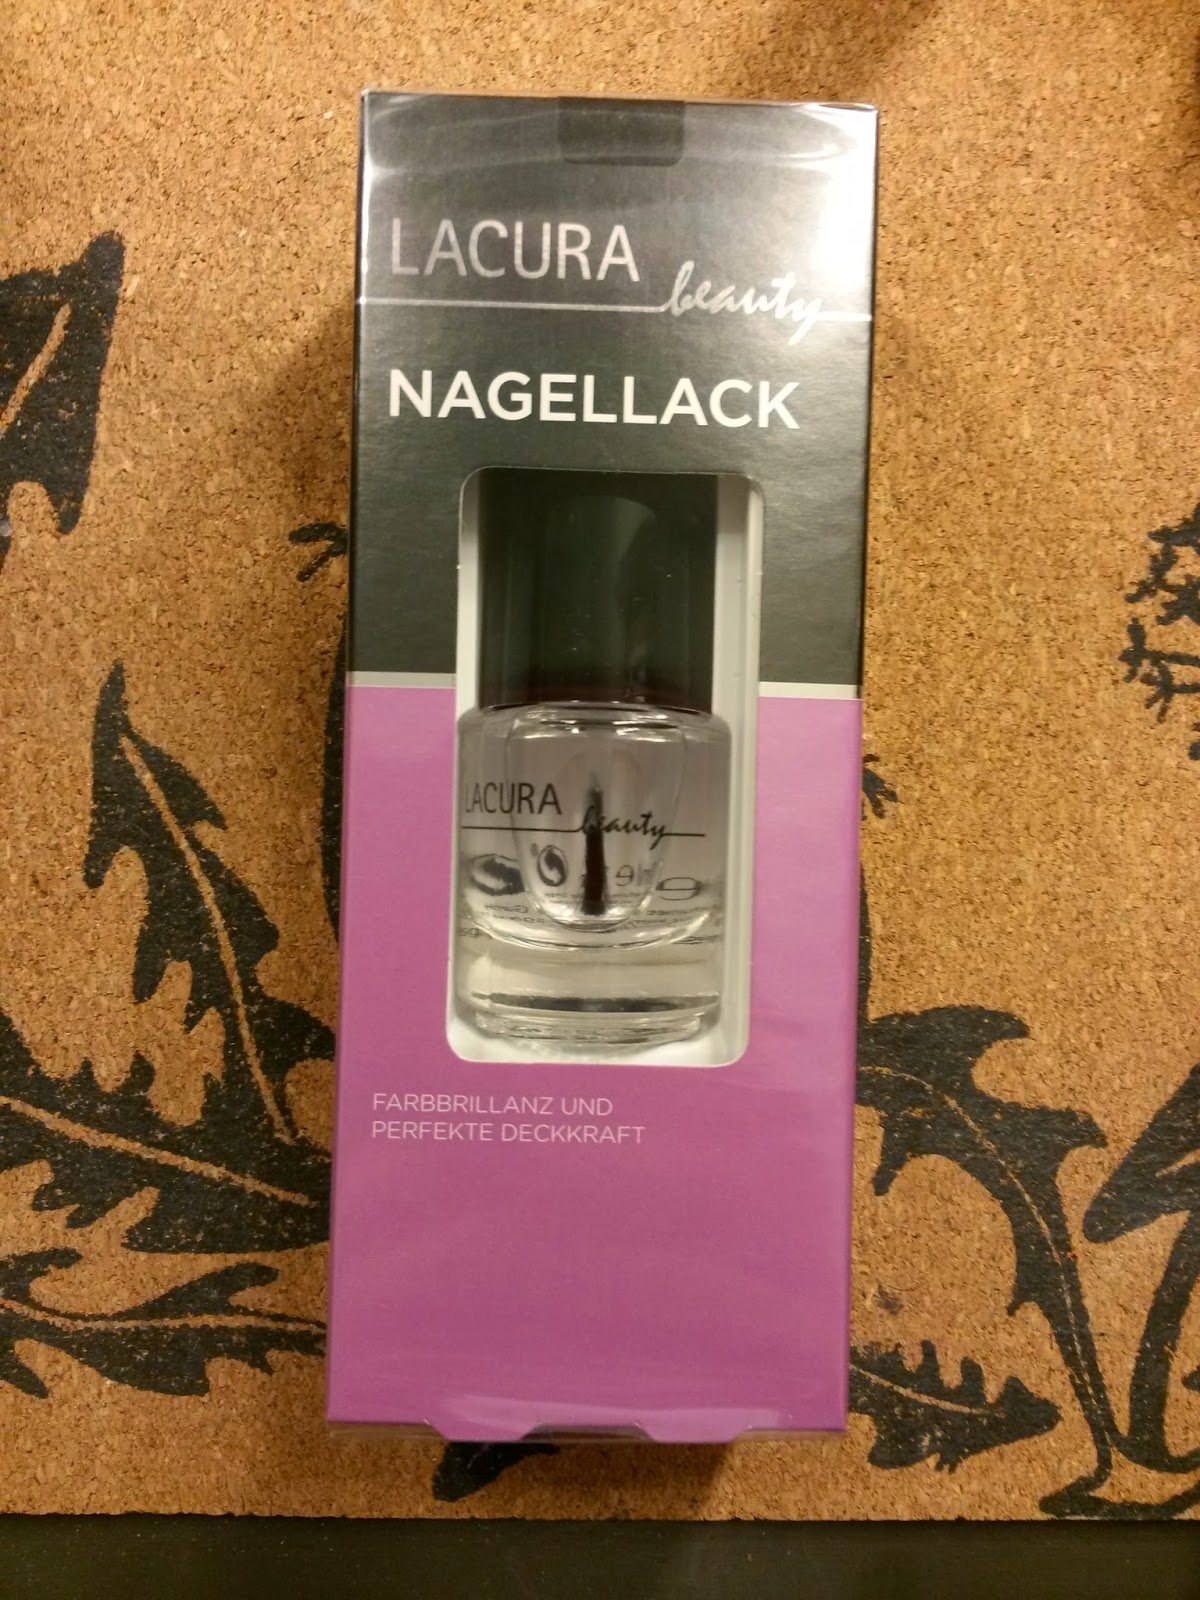 LACURA
beauty
NAGELLACK
LACURA
beauty
FARBBRILLANZ UND
PERFEKTE DECKKRAFT